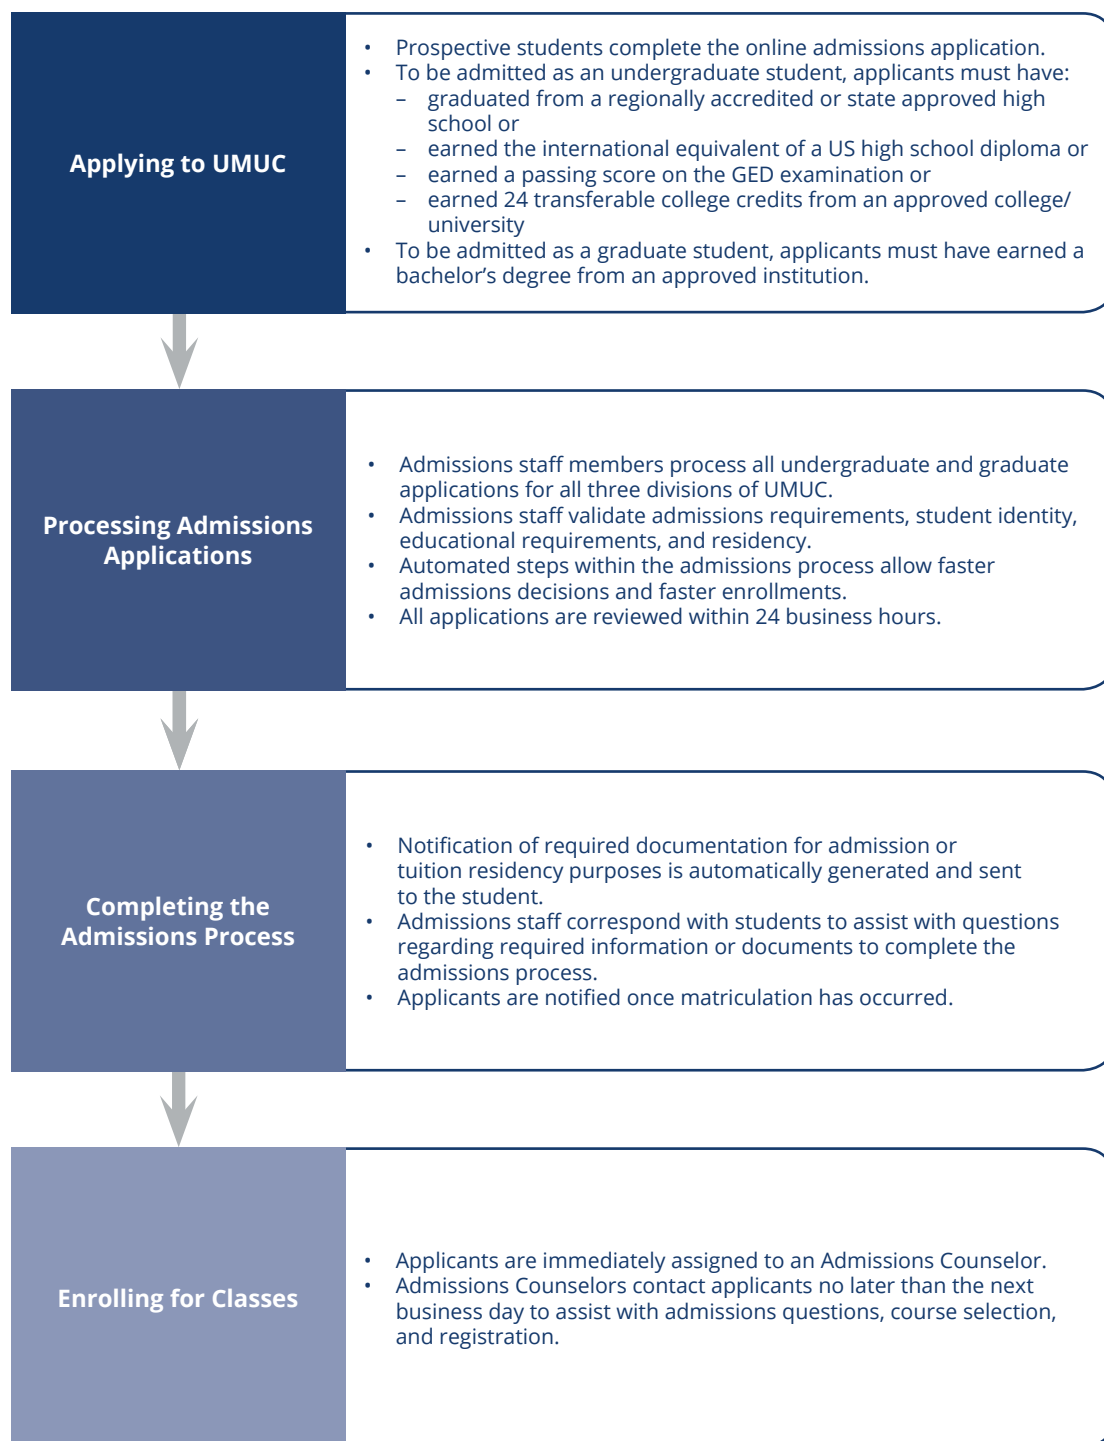 Applying to UMUC
• Prospective students complete the online admissions application.
• To be admitted as an undergraduate student, applicants must have:
– graduated from a regionally accredited or state approved high
school or
– earned the international equivalent of a US high school diploma or
– earned a passing score on the GED examination or
– earned 24 transferable college credits from an approved college/
university
• To be admitted as a graduate student, applicants must have earned a
bachelor’s degree from an approved institution.
Processing Admissions
Applications
• Admissions staff members process all undergraduate and graduate
applications for all three divisions of UMUC.
• Admissions staff validate admissions requirements, student identity,
educational requirements, and residency.
• Automated steps within the admissions process allow faster
admissions decisions and faster enrollments.
• All applications are reviewed within 24 business hours.
Completing the
Admissions Process
• Notification of required documentation for admission or
tuition residency purposes is automatically generated and sent
to the student.
• Admissions staff correspond with students to assist with questions
regarding required information or documents to complete the
admissions process.
• Applicants are notified once matriculation has occurred.
Enrolling for Classes
• Applicants are immediately assigned to an Admissions Counselor.
• Admissions Counselors contact applicants no later than the next
business day to assist with admissions questions, course selection,
and registration.